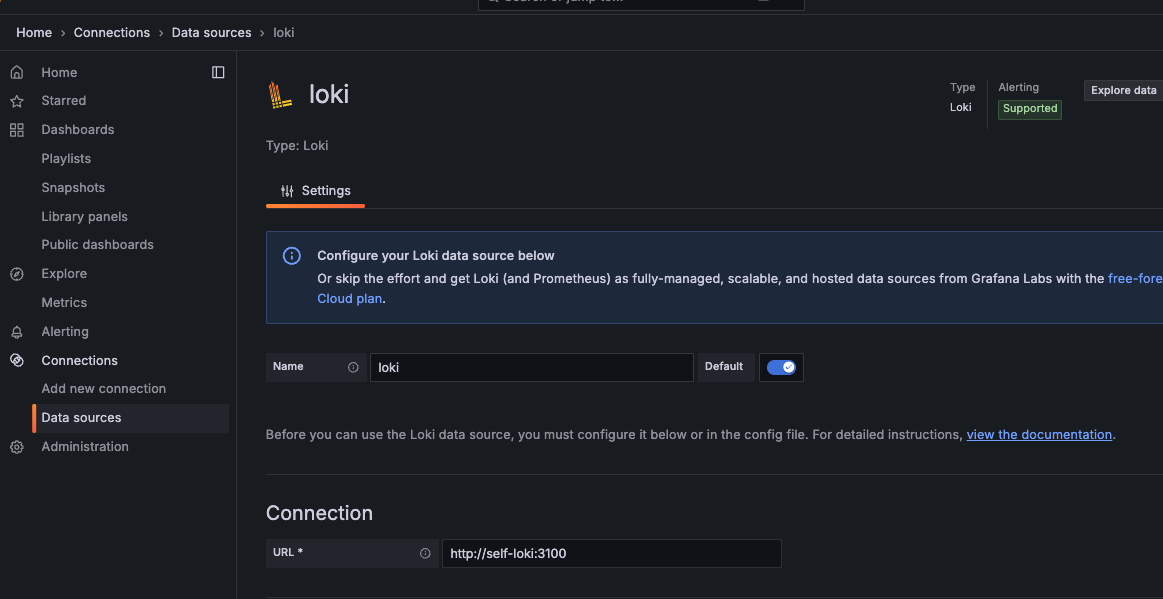 Home › Connections › Data sources › loki
Home
Starred
Dashboards
Playlists
Snapshots
Library panels
Public dashboards
Explore
Metrics
Alerting
Connections
Add new connection
Data sources
Administration
loki
Type
Loki
Alerting
Supported
Explore data
Type: Loki
Settings
Configure your Loki data source below
Or skip the effort and get Loki (and Prometheus) as fully-managed, scalable, and hosted data sources from Grafana Labs with the free-fore
Cloud plan.
Name
loki
Default
Before you can use the Loki data source, you must configure it below or in the config file. For detailed instructions, view the documentation.
Connection
URL *
http://self-loki:3100